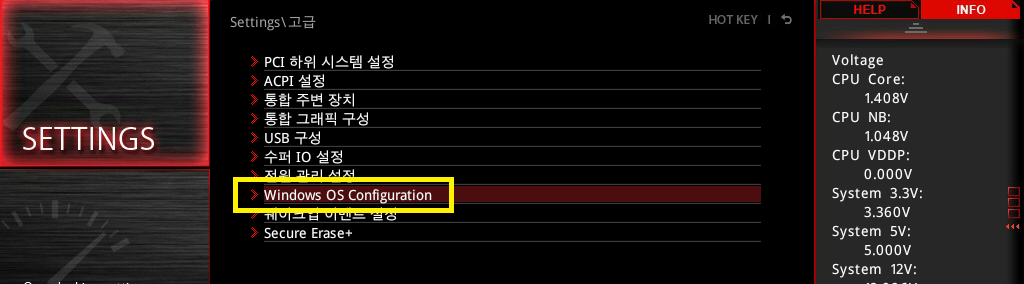 SETTINGS
Settings\고급
HOT KEY
PCI 하위 시스템 설정
ACPI 설정
통합 주변 장치
통합 그래픽 구성
USB 구성
수퍼 IO 설정
전원 관리 설정
Windows OS Configuration
웨이크업 이벤트 설정
Secure Erase+
HELP
INFO
Voltage
CPU Core:
1.408V
CPU NB:
1.048V
CPU VDDP:
0.000V
System 3.3V:
3.360V
System 5V:
5.000V
System 12V: